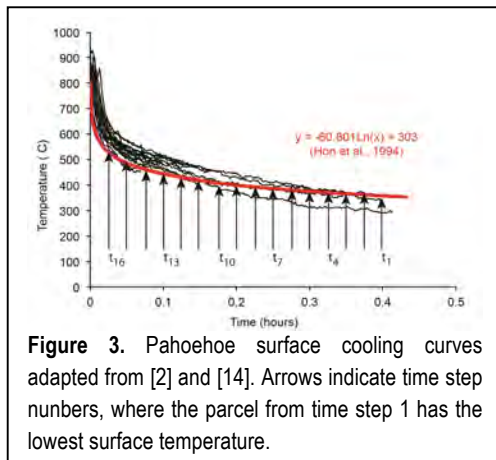 1000
900
800
700
600
500
400
300
200
100
0
Temperature ( C)
y = -60.801Ln(x) + 303
(Hon et al., 1994)
t16
t13
t10
t7
t4
t1
0
0.1
0.2
0.3
0.4
0.5
Time (hours)
Figure 3. Pahoehoe surface cooling curves
adapted from [2] and [14]. Arrows indicate time step
nunbers, where the parcel from time step 1 has the
lowest surface temperature.